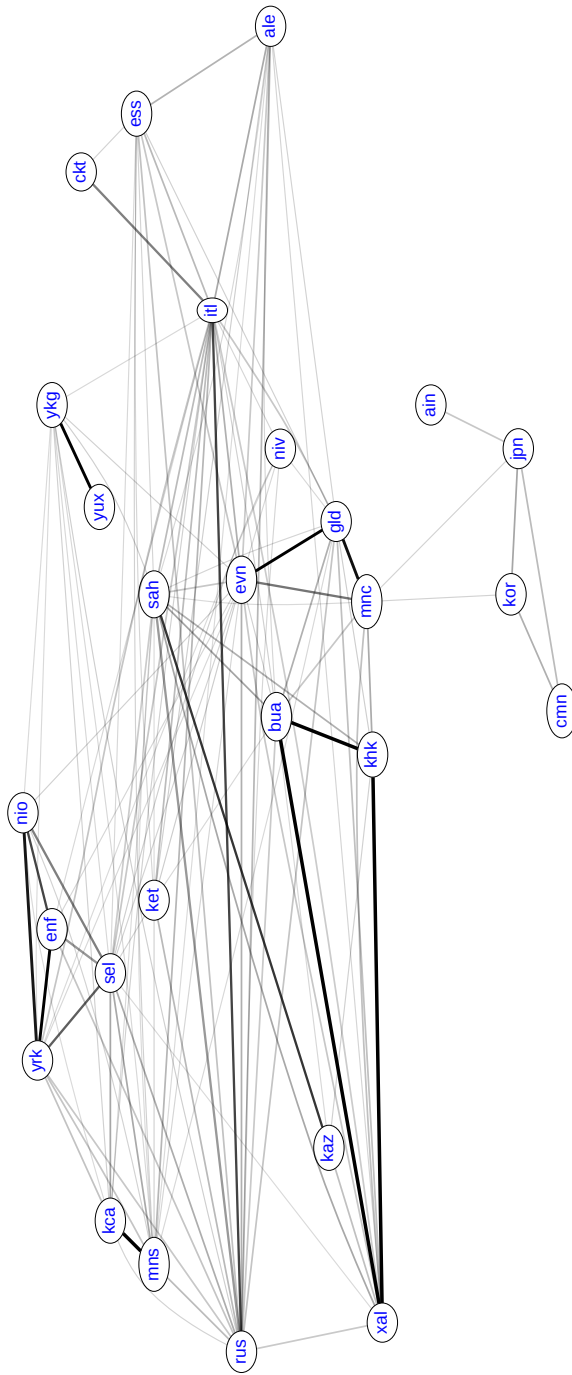 ale
ess
ckt
itl
ykg
ain
niv
jpn
yux
gld
evn
sah
mnc
kor
bua
cmn
khk
nio
ket
enf
sel
yrk
kaz
kca
mns
xal
rus